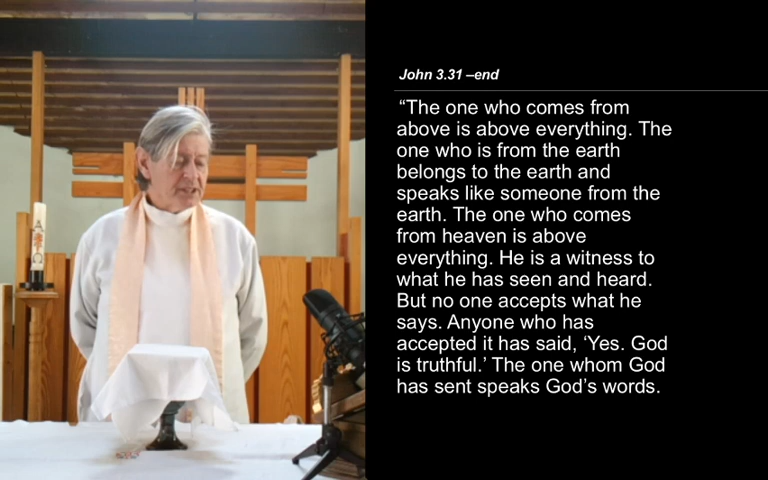 John 3.31 –end
“The one who comes from
above is above everything. The
one who is from the earth
belongs to the earth and
speaks like someone from the
earth. The one who comes
from heaven is above
everything. He is a witness to
what he has seen and heard.
But no one accepts what he
says. Anyone who has
accepted it has said, ‘Yes. God
is truthful.’ The one whom God
has sent speaks God’s words.